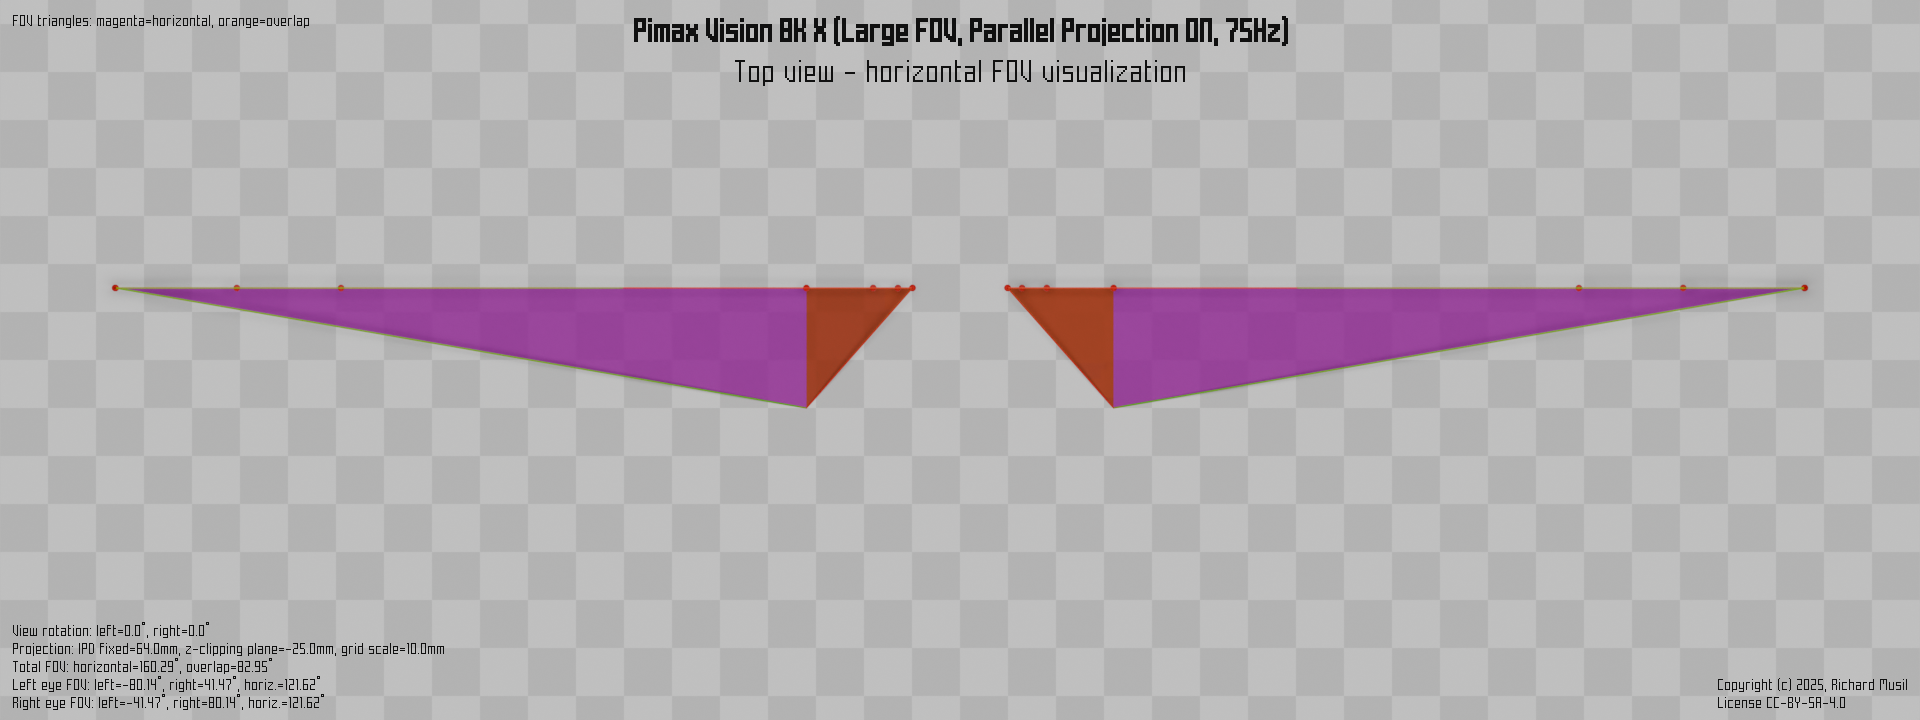 FOV triangles: magenta=horizontal, orange=overlap
Pimax Vision 8K X (Large FOV, Parallel Projection ON, 75Hz)
Top view - horizontal FOV visualization
View rotation: left=0.0°, right=0.0°
Projection: IPD fixed=64.0mm, z-clipping plane=-25.0mm, grid scale=10.0mm
Total FOV: horizontal=160.29°, overlap=82.95°
Left eye FOV: left=-80.14°, right=41.47°, horiz.=121.62°
Right eye FOV: left=-41.47°, right=80.14°, horiz.=121.62°
Copyright (c) 2025, Richard Musil
License CC-BY-SA-4.0